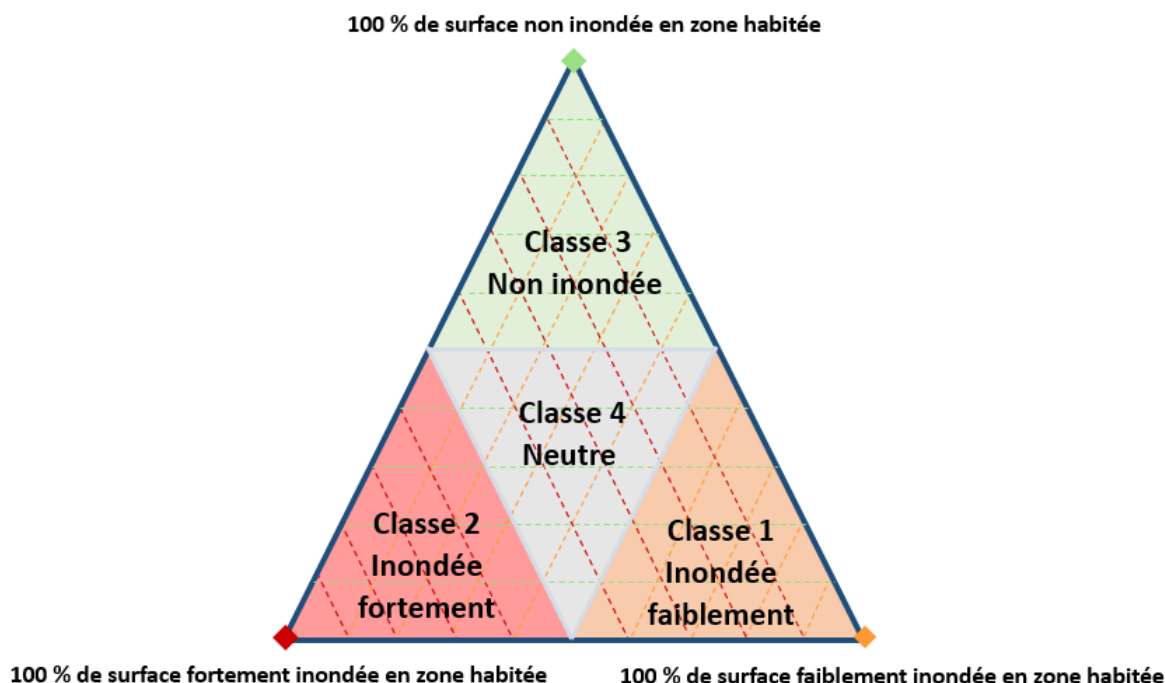 100 % de surface non inondée en zone habitée
Classe 3
Non inondée
Classe 4
Neutre
Classe 2
Inondée
fortement
Classe 1
Inondée
faiblement
100 % de surface fortement inondée en zone habitée
100 % de surface faiblement inondée en zone habitée